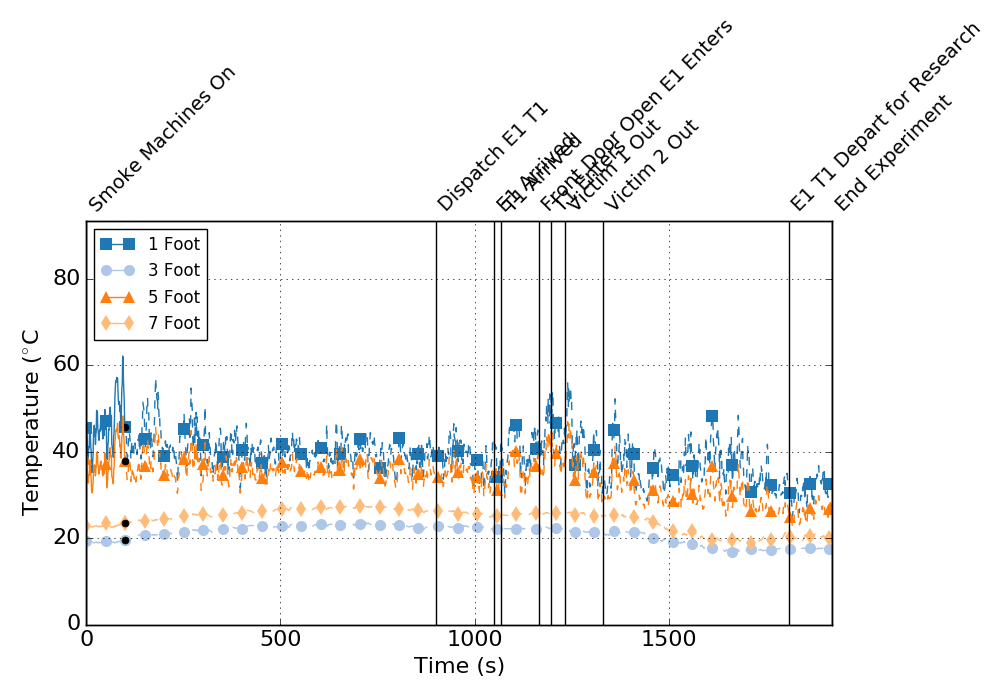 Smoke Machines On
Dispatch E1 T1
E1 Arrived
T1 Arrived
Front Door Open E1 Enters
T1 Enters
Victim 1 Out
Victim 2 Out
E1 T1 Depart for Research
End Experiment
1 Foot
3 Foot
5 Foot
7 Foot
Temperature (°C
80
60
40
20
0
0 500 1000 1500
Time (s)